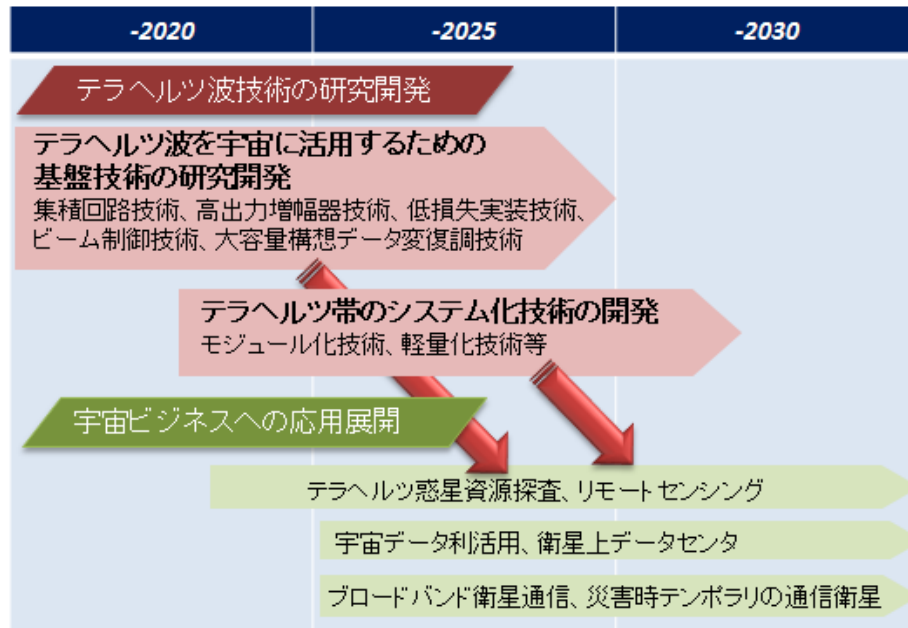 -2020 -2025 -2030
テラヘルツ波技術の研究開発
テラヘルツ波を宇宙に活用するための
基盤技術の研究開発
集積回路技術、高出力増幅器技術、低損失実装技術、
ビーム制御技術、大容量構想データ変復調技術
テラヘルツ帯のシステム化技術の開発
モジュール化技術、軽量化技術等
宇宙ビジネスへの応用展開
テラヘルツ惑星資源探査、リモートセンシング
宇宙データ利活用、衛星上データセンタ
ブロードバンド衛星通信、災害時テンポラリの通信衛星